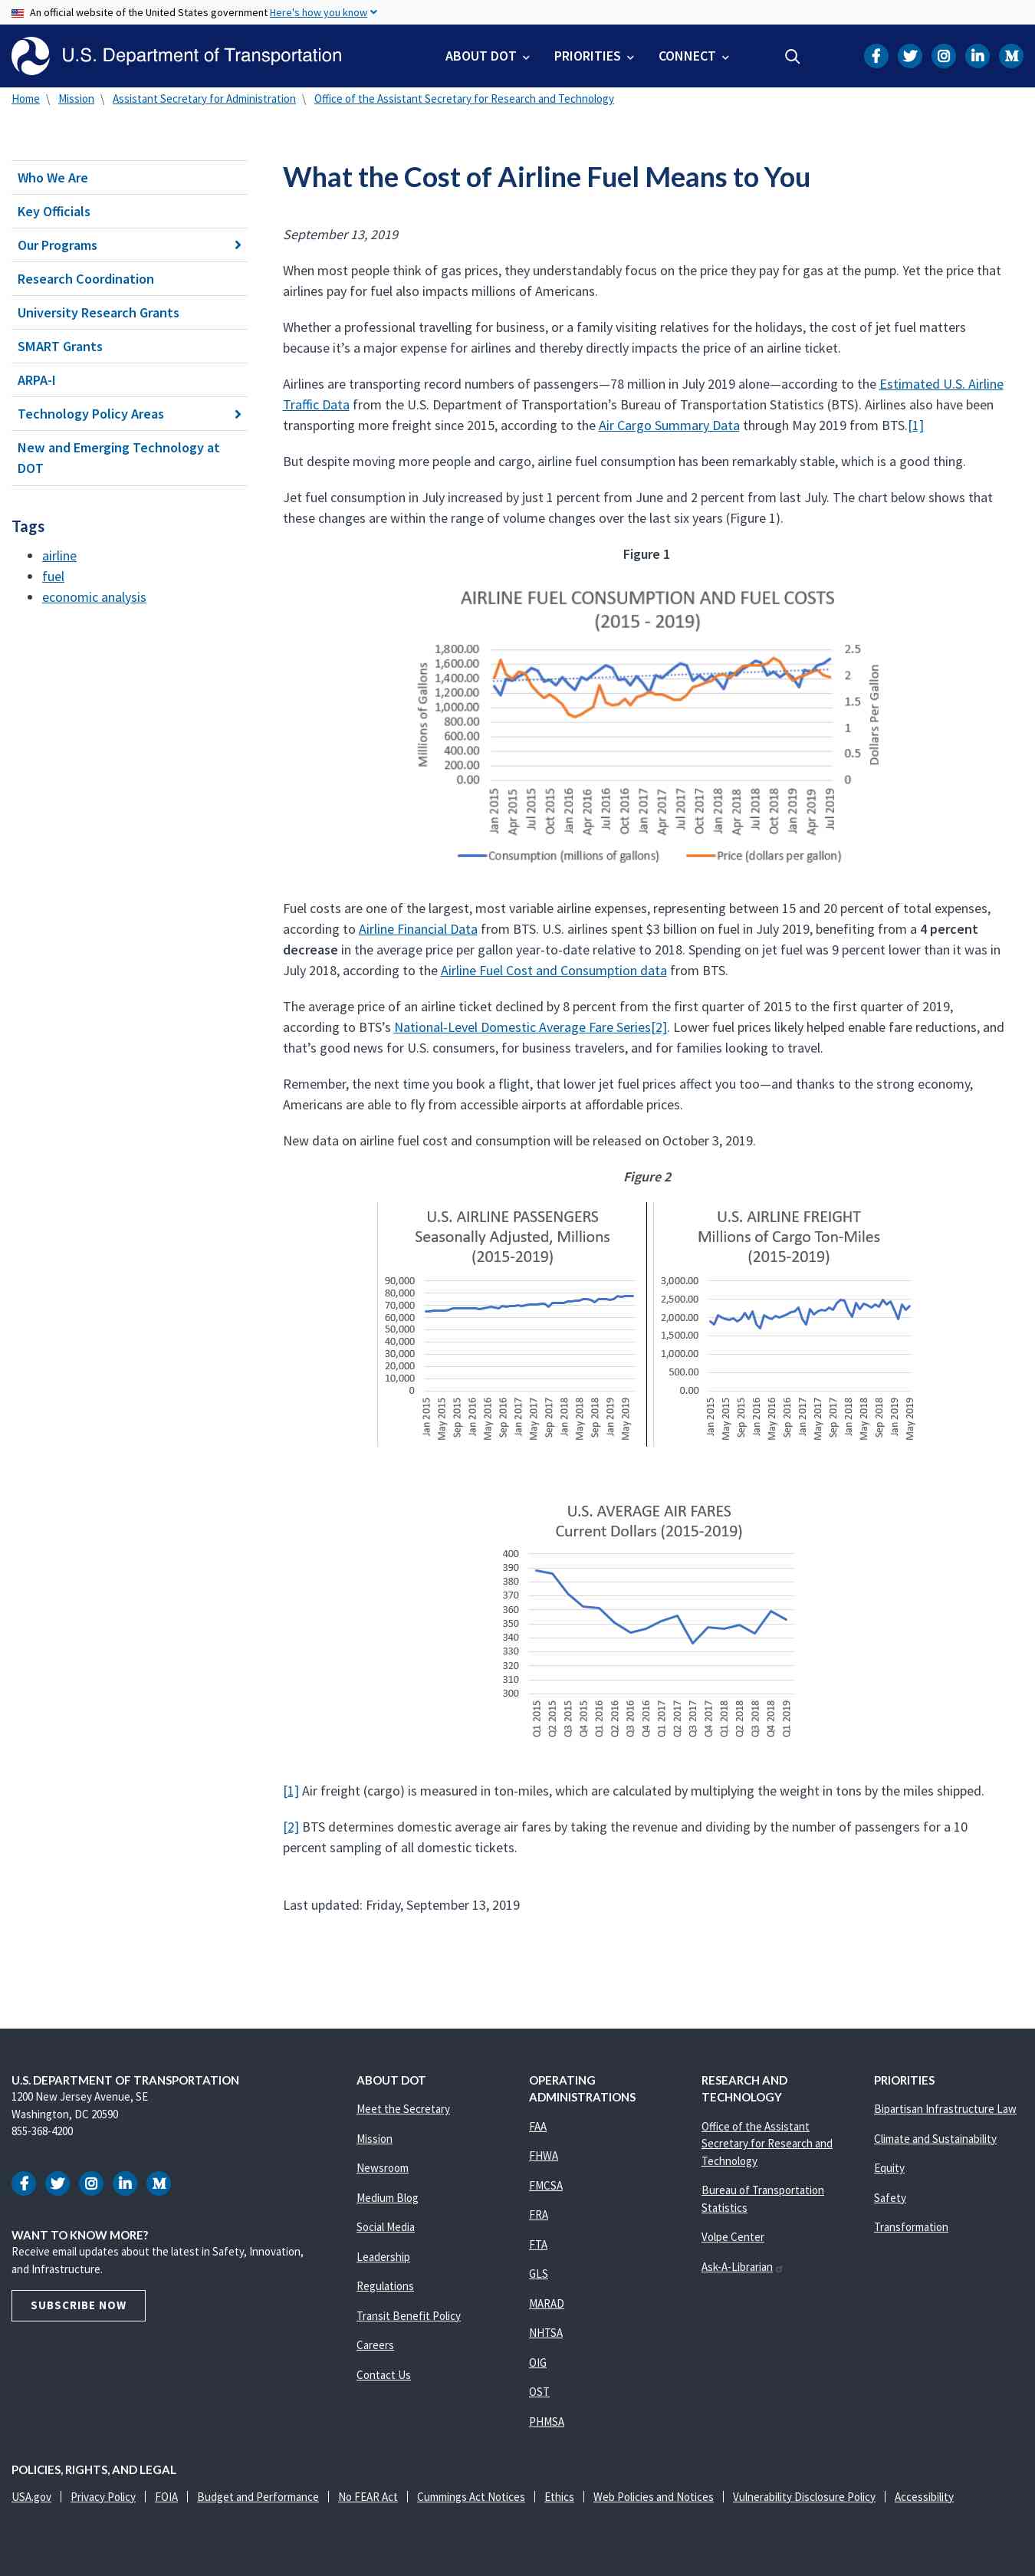 An official website of the United States government Here's how you know
U.S. Department of Transportation
ABOUT DOT
PRIORITIES
CONNECT
Home \ Mission \ Assistant Secretary for Administration \ Office of the Assistant Secretary for Research and Technology
Who We Are
Key Officials
Our Programs
Research Coordination
University Research Grants
SMART Grants
ARPA-I
Technology Policy Areas
New and Emerging Technology at
DOT
Tags
airline
fuel
economic analysis
What the Cost of Airline Fuel Means to You
September 13, 2019
When most people think of gas prices, they understandably focus on the price they pay for gas at the pump. Yet the price that
airlines pay for fuel also impacts millions of Americans.
Whether a professional travelling for business, or a family visiting relatives for the holidays, the cost of jet fuel matters
because it’s a major expense for airlines and thereby directly impacts the price of an airline ticket.
Airlines are transporting record numbers of passengers—78 million in July 2019 alone—according to the Estimated U.S. Airline
Traffic Data from the U.S. Department of Transportation’s Bureau of Transportation Statistics (BTS). Airlines also have been
transporting more freight since 2015, according to the Air Cargo Summary Data through May 2019 from BTS.[1]
But despite moving more people and cargo, airline fuel consumption has been remarkably stable, which is a good thing.
Jet fuel consumption in July increased by just 1 percent from June and 2 percent from last July. The chart below shows that
these changes are within the range of volume changes over the last six years (Figure 1).
Figure 1
AIRLINE FUEL CONSUMPTION AND FUEL COSTS
(2015 - 2019)
Millions of Gallons
1,800.00
1,600.00
1,400.00
1,200.00
1,000.00
800.00
600.00
400.00
200.00
0.00
2.5
2
1.5
1
0.5
0
Dollars Per Gallon
Jan 2015
Apr 2015
Jul 2015
Oct 2015
Jan 2016
Apr 2016
Jul 2016
Oct 2016
Jan 2017
Apr 2017
Jul 2017
Oct 2017
Jan 2018
Apr 2018
Jul 2018
Oct 2018
Jan 2019
Apr 2019
Jul 2019
Consumption (millions of gallons)
Price (dollars per gallon)
Fuel costs are one of the largest, most variable airline expenses, representing between 15 and 20 percent of total expenses,
according to Airline Financial Data from BTS. U.S. airlines spent $3 billion on fuel in July 2019, benefiting from a 4 percent
decrease in the average price per gallon year-to-date relative to 2018. Spending on jet fuel was 9 percent lower than it was in
July 2018, according to the Airline Fuel Cost and Consumption data from BTS.
The average price of an airline ticket declined by 8 percent from the first quarter of 2015 to the first quarter of 2019,
according to BTS’s National-Level Domestic Average Fare Series[2]. Lower fuel prices likely helped enable fare reductions, and
that’s good news for U.S. consumers, for business travelers, and for families looking to travel.
Remember, the next time you book a flight, that lower jet fuel prices affect you too—and thanks to the strong economy,
Americans are able to fly from accessible airports at affordable prices.
New data on airline fuel cost and consumption will be released on October 3, 2019.
Figure 2
U.S. AIRLINE PASSENGERS
Seasonally Adjusted, Millions
(2015-2019)
90,000
80,000
70,000
60,000
50,000
40,000
30,000
20,000
10,000
0
Jan 2015
May 2015
Sep 2015
Jan 2016
May 2016
Sep 2016
Jan 2017
May 2017
Sep 2017
Jan 2018
May 2018
Sep 2018
Jan 2019
May 2019
U.S. AIRLINE FREIGHT
Millions of Cargo Ton-Miles
(2015-2019)
3,000.00
2,500.00
2,000.00
1,500.00
1,000.00
500.00
0.00
Jan 2015
May 2015
Sep 2015
Jan 2016
May 2016
Sep 2016
Jan 2017
May 2017
Sep 2017
Jan 2018
May 2018
Sep 2018
Jan 2019
May 2019
U.S. AVERAGE AIR FARES
Current Dollars (2015-2019)
400
390
380
370
360
350
340
330
320
310
300
Q1 2015
Q2 2015
Q3 2015
Q4 2015
Q1 2016
Q2 2016
Q3 2016
Q4 2016
Q1 2017
Q2 2017
Q3 2017
Q4 2017
Q1 2018
Q2 2018
Q3 2018
Q4 2018
Q1 2019
[1] Air freight (cargo) is measured in ton-miles, which are calculated by multiplying the weight in tons by the miles shipped.
[2] BTS determines domestic average air fares by taking the revenue and dividing by the number of passengers for a 10
percent sampling of all domestic tickets.
Last updated: Friday, September 13, 2019
U.S. DEPARTMENT OF TRANSPORTATION
1200 New Jersey Avenue, SE
Washington, DC 20590
855-368-4200
WANT TO KNOW MORE?
Receive email updates about the latest in Safety, Innovation,
and Infrastructure.
SUBSCRIBE NOW
ABOUT DOT
Meet the Secretary
Mission
Newsroom
Medium Blog
Social Media
Leadership
Regulations
Transit Benefit Policy
Careers
Contact Us
OPERATING
ADMINISTRATIONS
FAA
FHWA
FMCSA
FRA
FTA
GLS
MARAD
NHTSA
OIG
OST
PHMSA
RESEARCH AND
TECHNOLOGY
Office of the Assistant
Secretary for Research and
Technology
Bureau of Transportation
Statistics
Volpe Center
Ask-A-Librarian
PRIORITIES
Bipartisan Infrastructure Law
Climate and Sustainability
Equity
Safety
Transformation
POLICIES, RIGHTS, AND LEGAL
USA.gov | Privacy Policy | FOIA | Budget and Performance | No FEAR Act | Cummings Act Notices | Ethics | Web Policies and Notices | Vulnerability Disclosure Policy | Accessibility